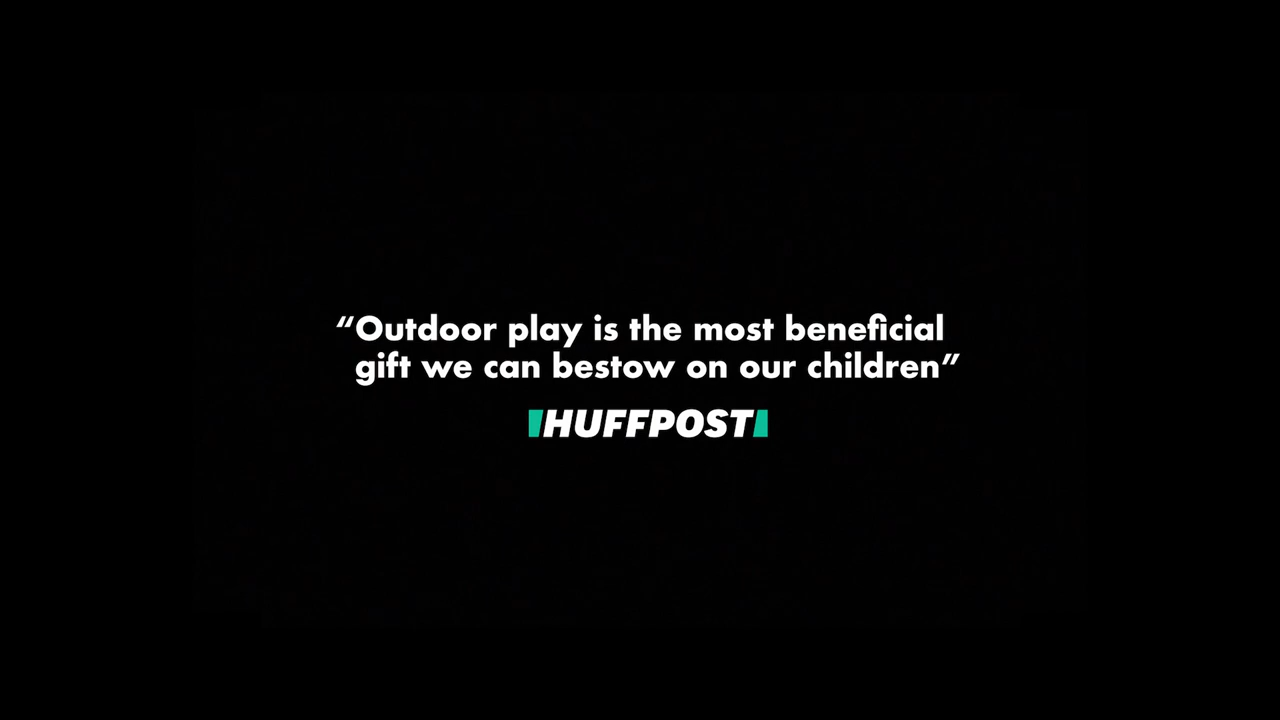 “Outdoor play is the most beneficial
gift we can bestow on our children”
HUFFPOST